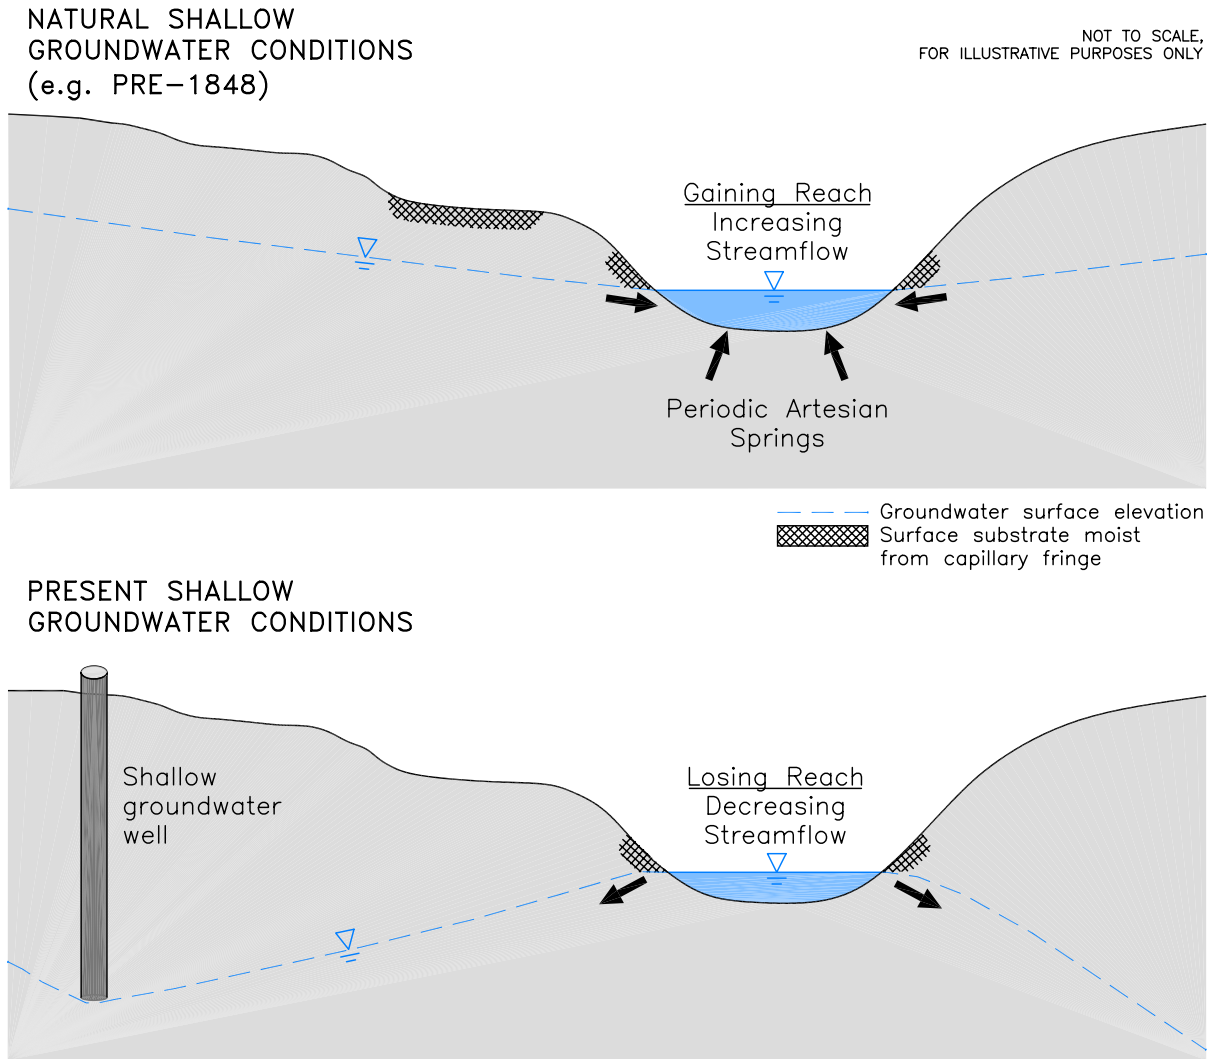 NATURAL SHALLOW
GROUNDWATER CONDITIONS
(e.g. PRE-1848)
NOT TO SCALE,
FOR ILLUSTRATIVE PURPOSES ONLY
Gaining Reach
Increasing
Streamflow
Periodic Artesian
Springs
Groundwater surface elevation
Surface substrate moist
from capillary fringe
PRESENT SHALLOW
GROUNDWATER CONDITIONS
Shallow
groundwater
well
Losing Reach
Decreasing
Streamflow